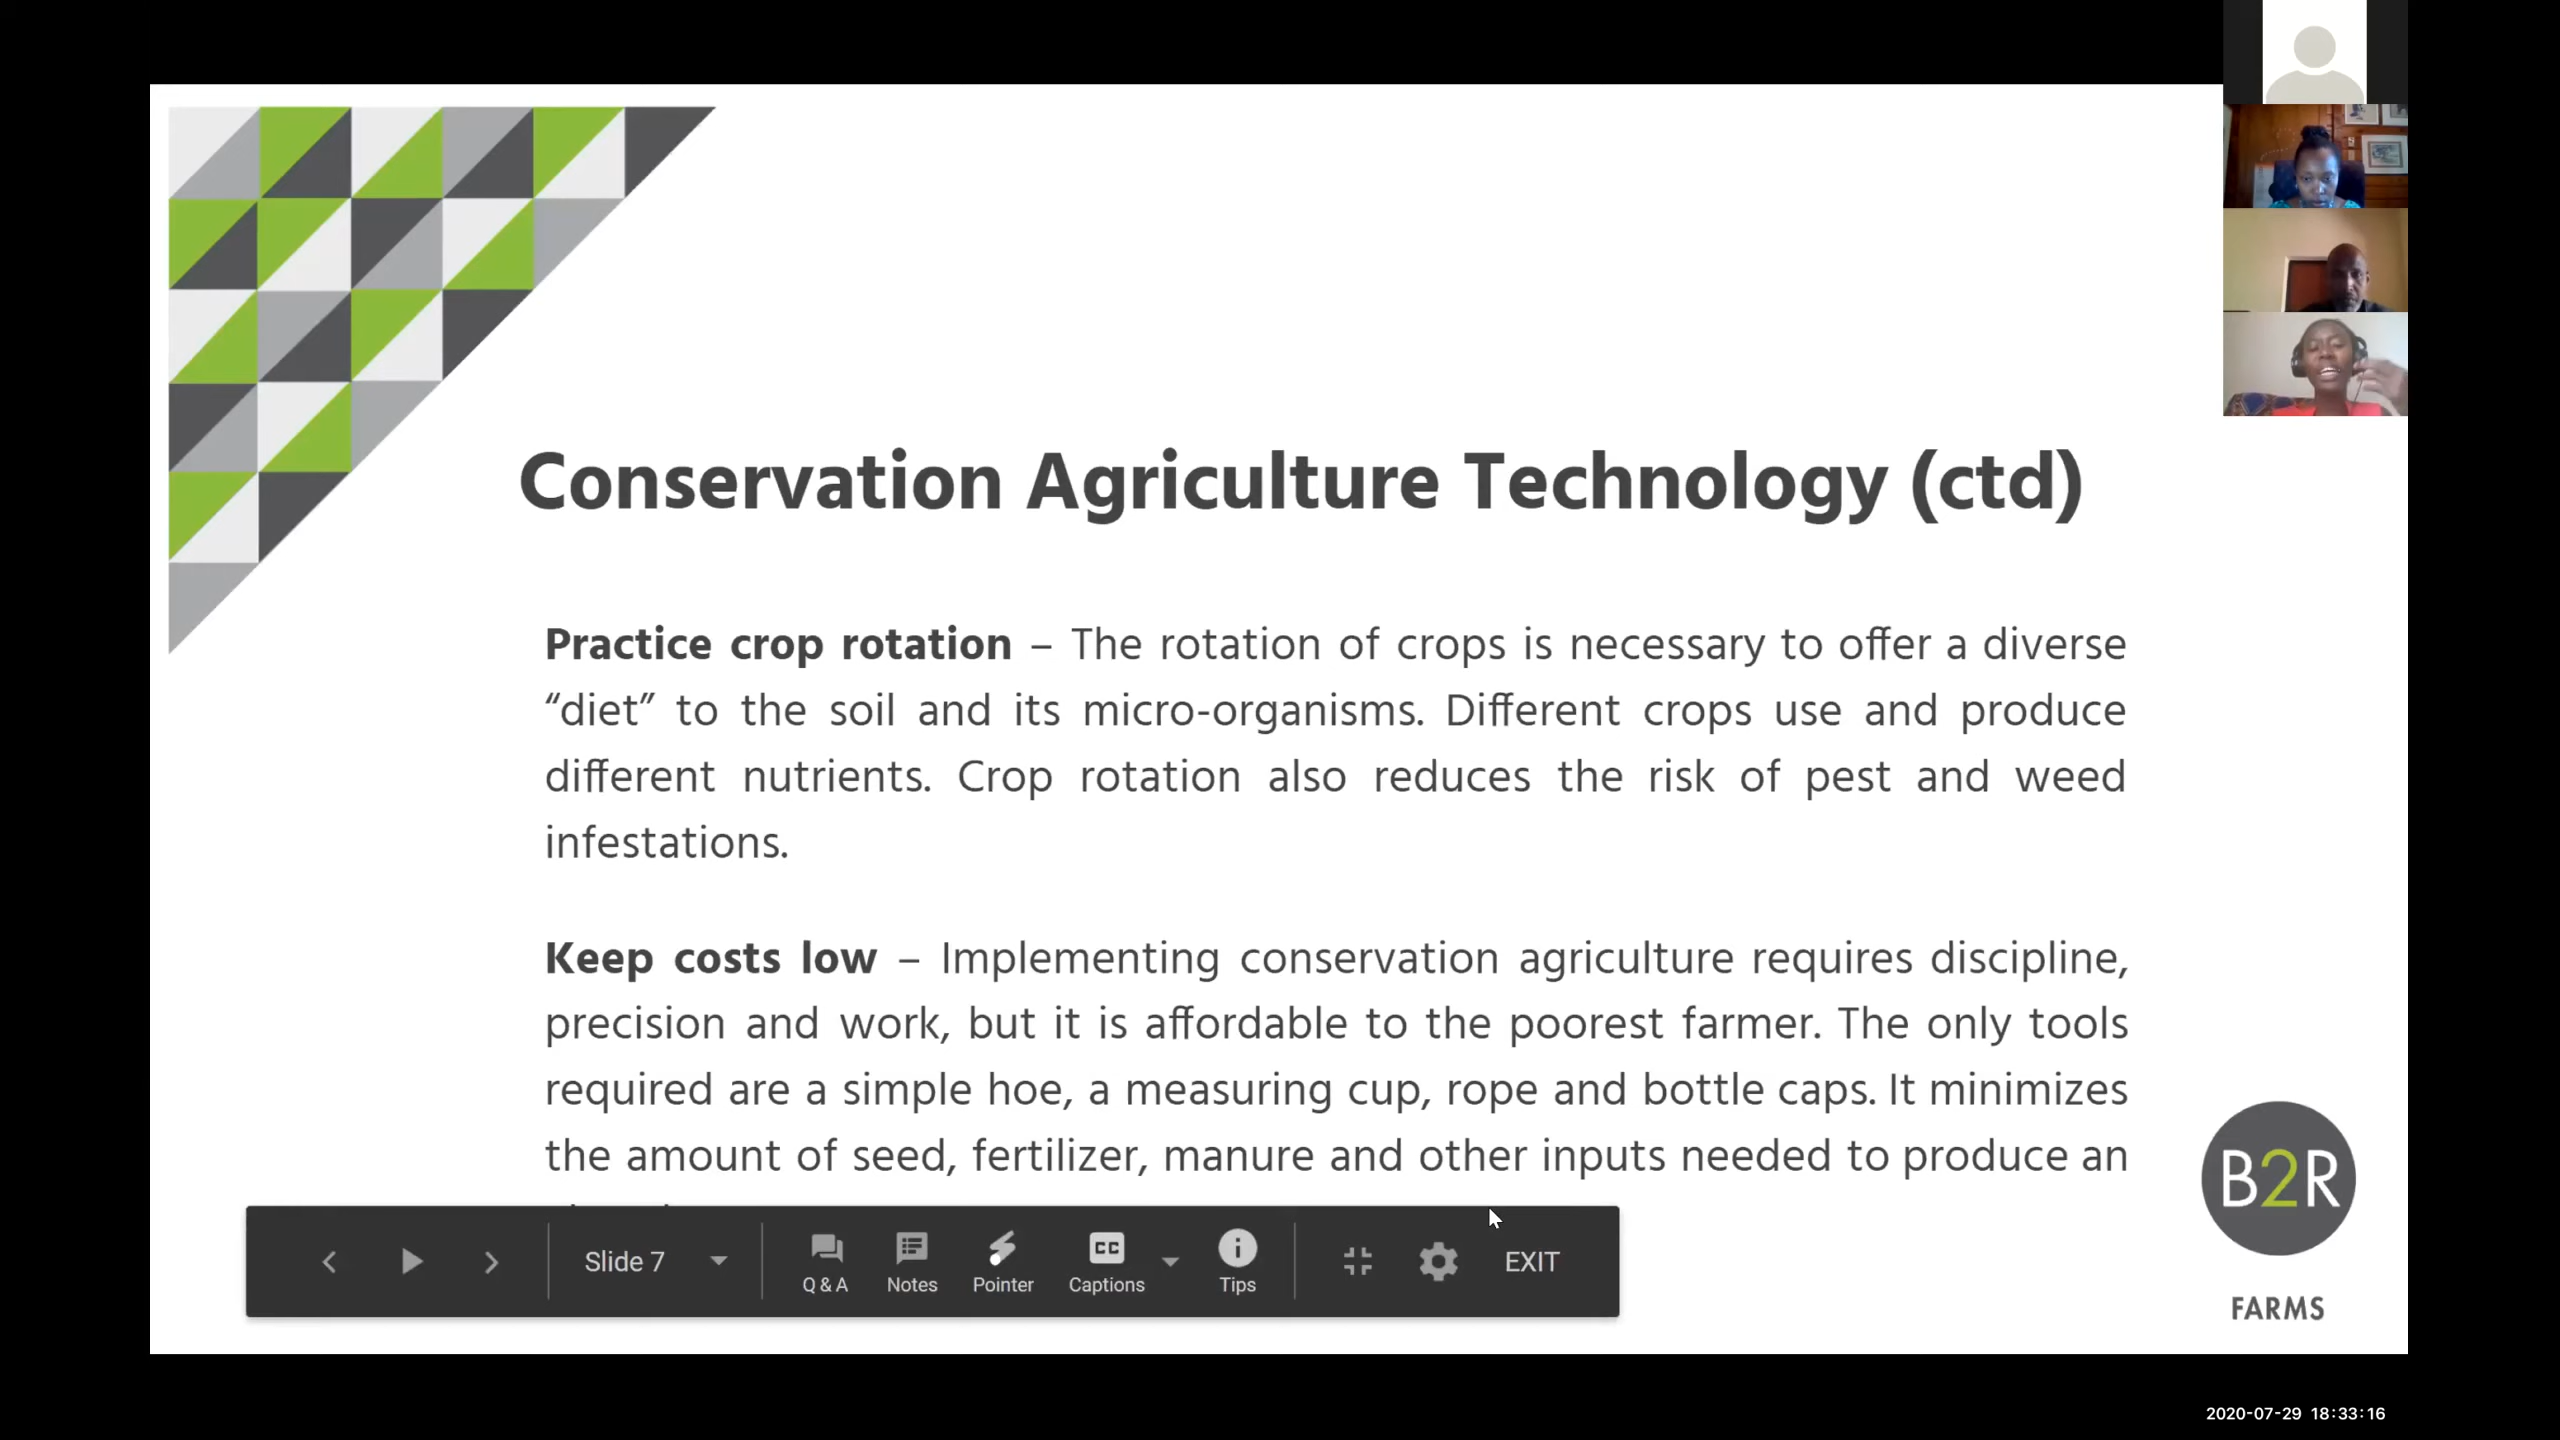 Conservation Agriculture Technology (ctd)
Practice crop rotation – The rotation of crops is necessary to offer a diverse
“diet” to the soil and its micro-organisms. Different crops use and produce
different nutrients. Crop rotation also reduces the risk of pest and weed
infestations.
Keep costs low – Implementing conservation agriculture requires discipline,
precision and work, but it is affordable to the poorest farmer. The only tools
required are a simple hoe, a measuring cup, rope and bottle caps. It minimizes
the amount of seed, fertilizer, manure and other inputs needed to produce an
B2R
FARMS
Slide 7
Q & A
Notes
Pointer
CC
Captions
Tips
EXIT
2020-07-29 18:33:16